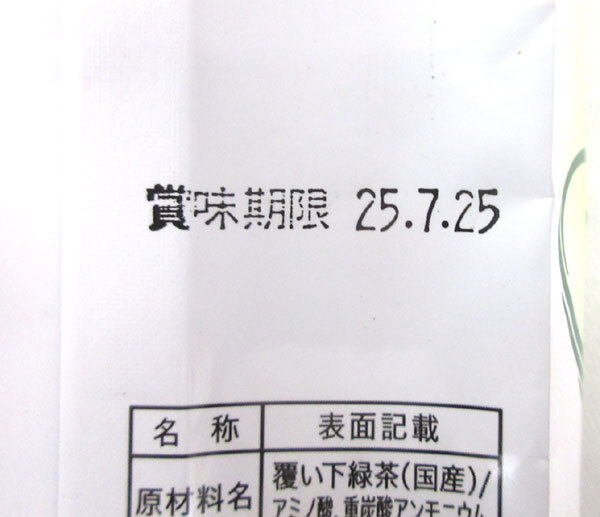 賞味期限 25.7.25
名 称 表面記載
原材料名 覆い下緑茶(国産)/
アミノ酸、重炭酸アンモニウム